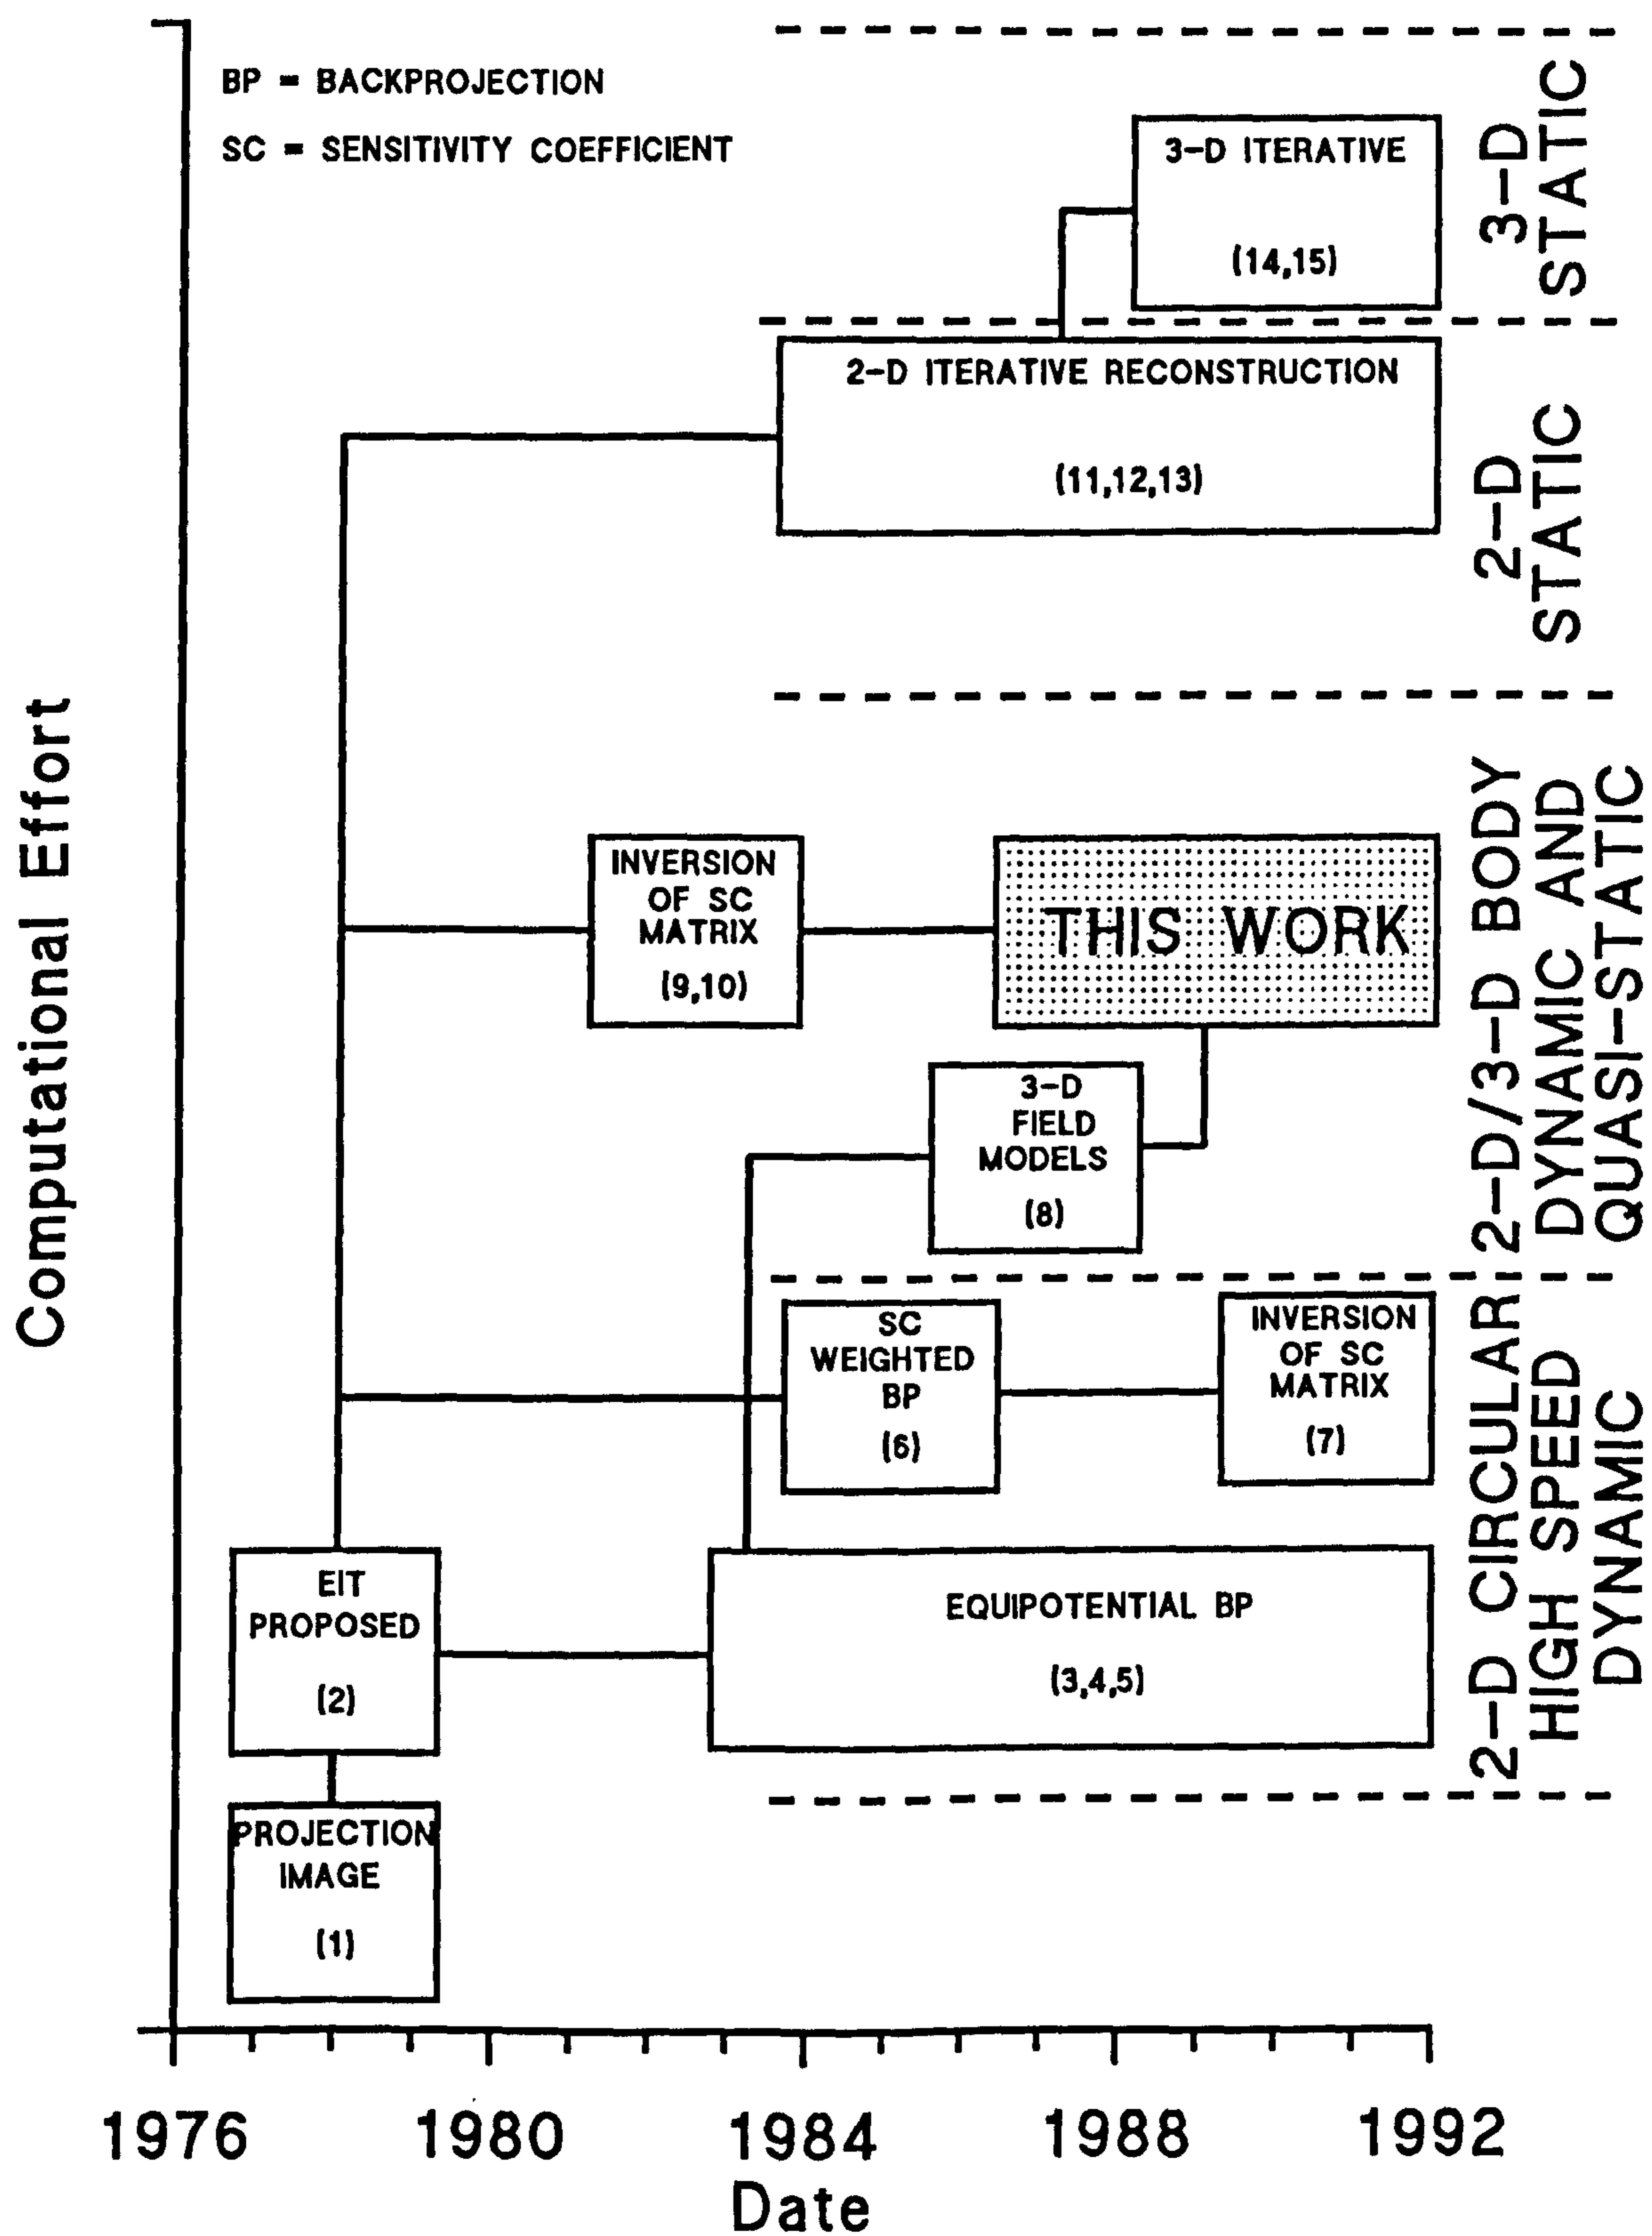 BP = BACKPROJECTION
SC = SENSITIVITY COEFFICIENT
3-D ITERATIVE
(14,15)
3-D
STATIC
2-D ITERATIVE RECONSTRUCTION
(11,12,13)
2-D
STATIC
Computational Effort
INVERSION
OF SC
MATRIX
(9,10)
THIS WORK
3-D
FIELD
MODELS
(8)
2-D/3-D BODY
DYNAMIC AND
QUASI-STATIC
SC
WEIGHTED
BP
(6)
INVERSION
OF SC
MATRIX
(7)
EIT
PROPOSED
(2)
EQUIPOTENTIAL BP
(3,4,5)
2-D CIRCULAR
HIGH SPEED
DYNAMIC
PROJECTION
IMAGE
(1)
1976 1980 1984 1988 1992
Date